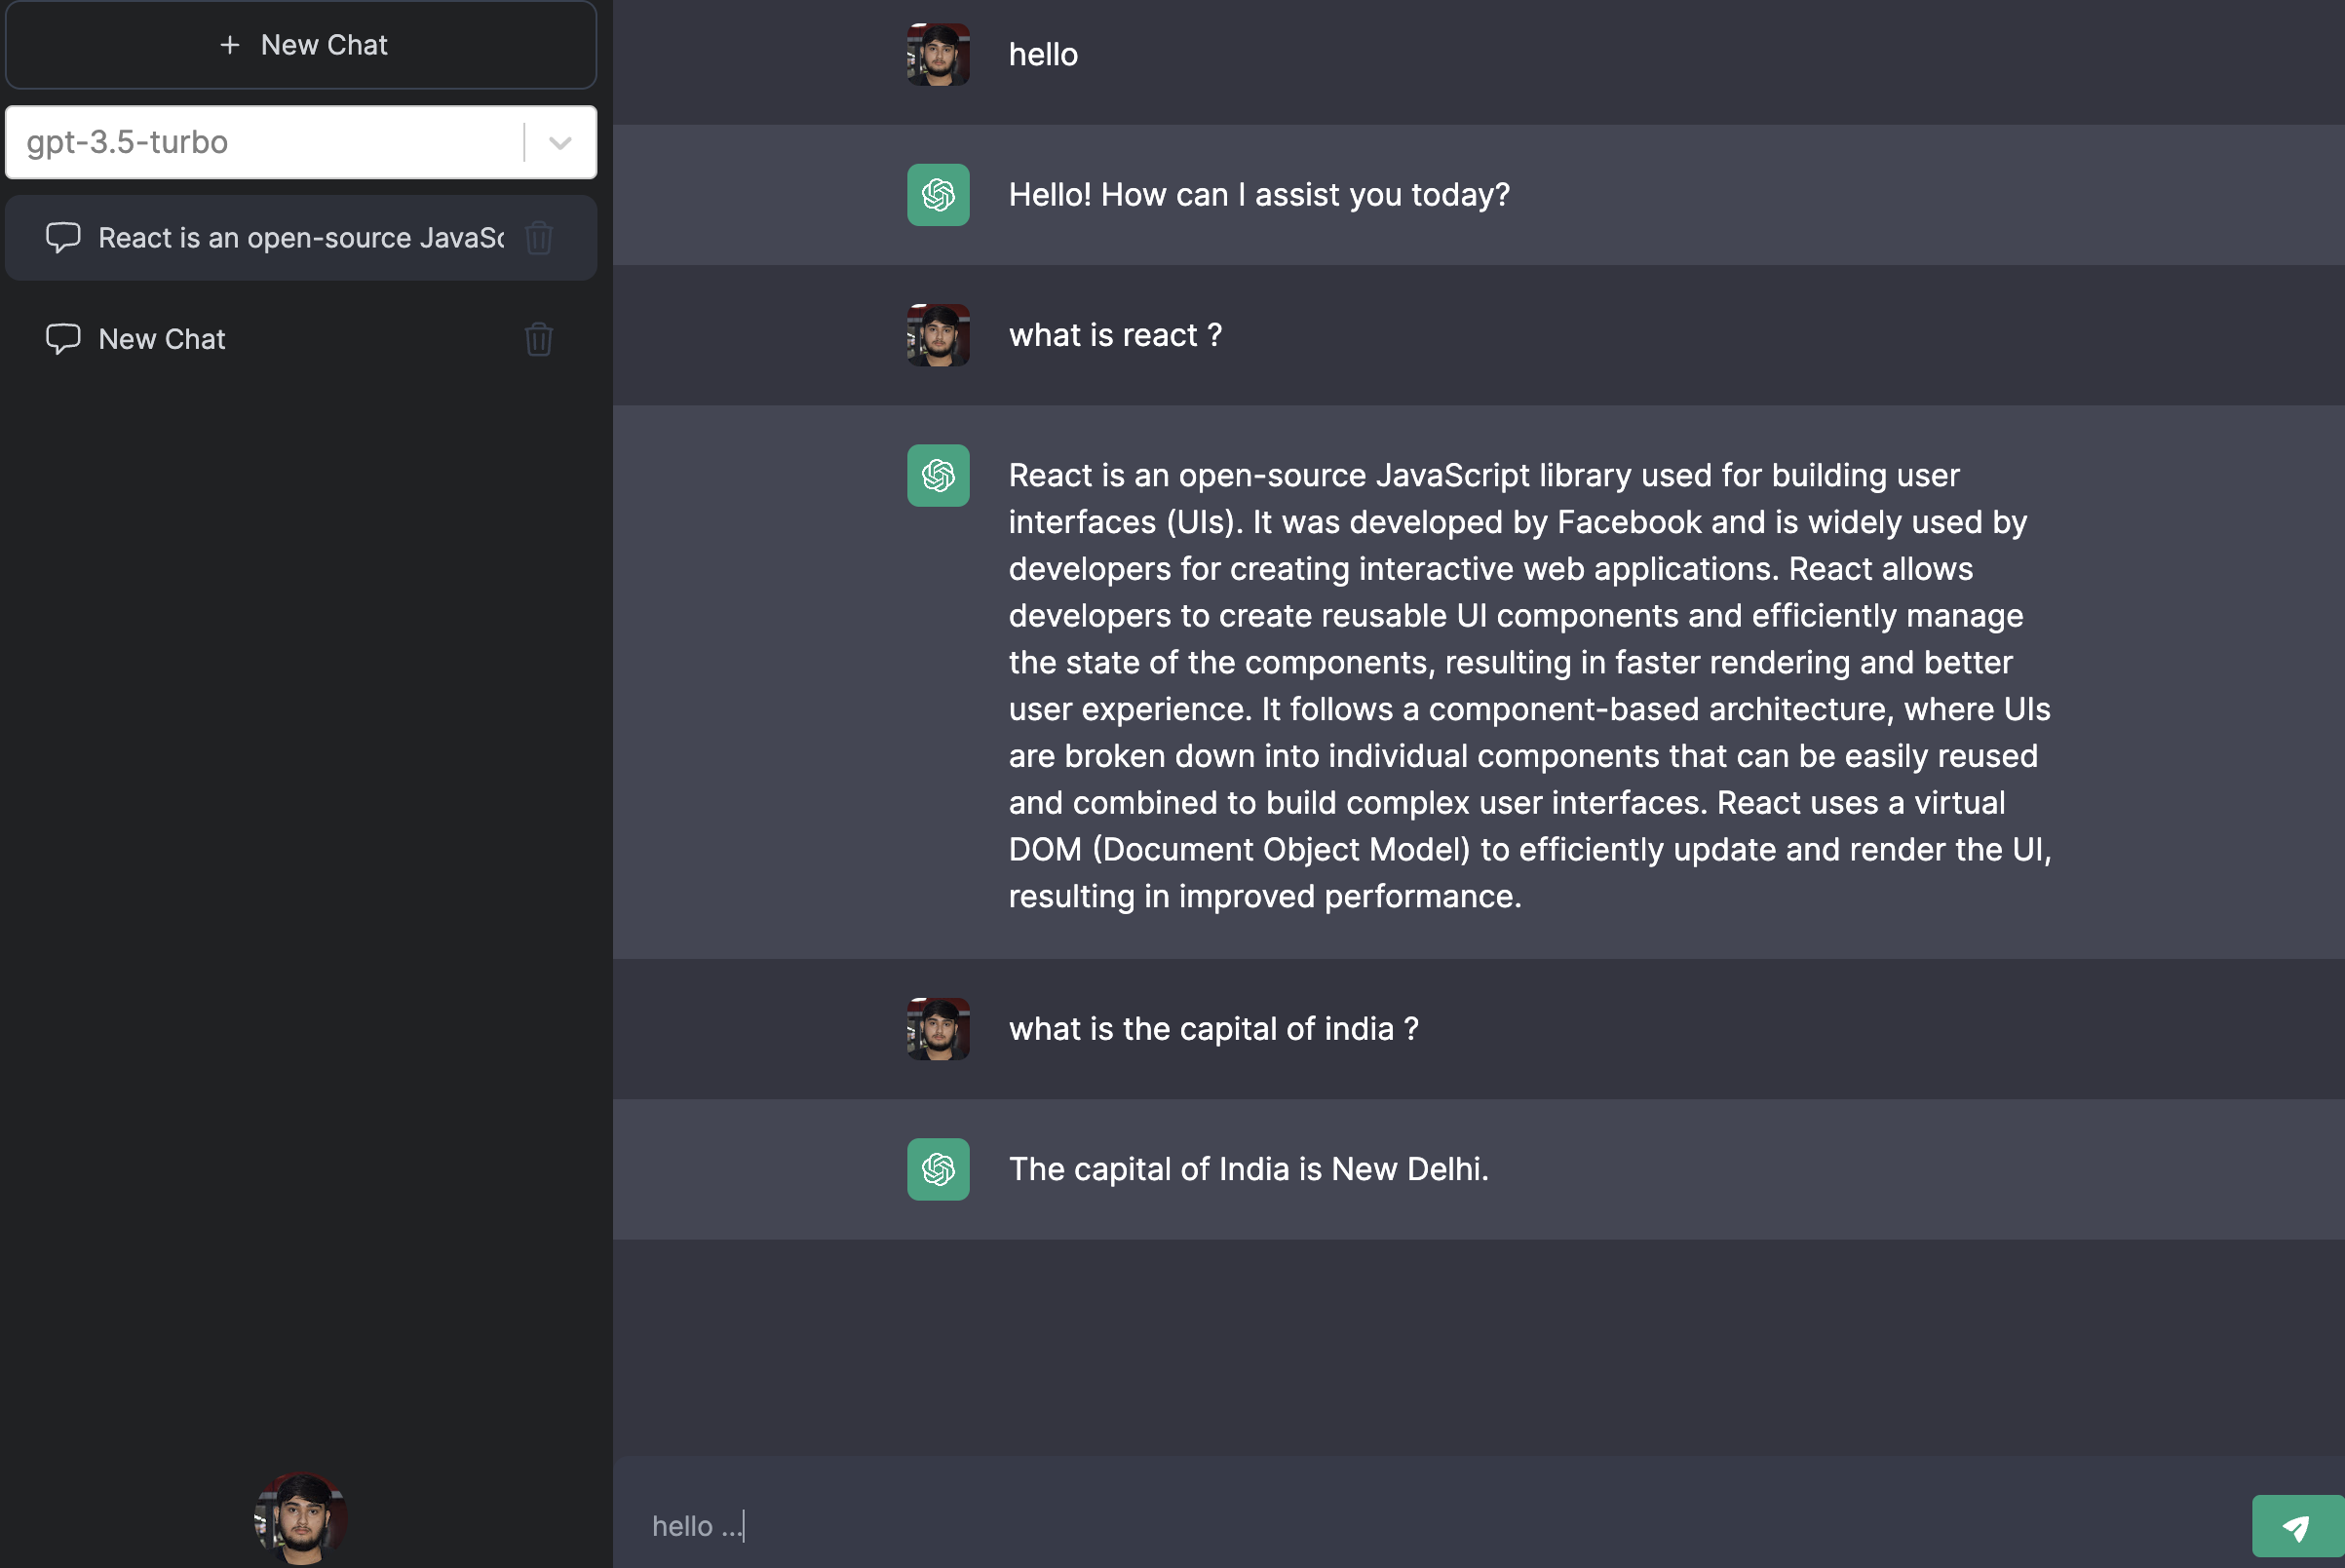 New Chat
gpt-3.5-turbo
React is an open-source JavaSc
New Chat
hello
Hello! How can I assist you today?
what is react ?
React is an open-source JavaScript library used for building user
interfaces (UIs). It was developed by Facebook and is widely used by
developers for creating interactive web applications. React allows
developers to create reusable UI components and efficiently manage
the state of the components, resulting in faster rendering and better
user experience. It follows a component-based architecture, where UIs
are broken down into individual components that can be easily reused
and combined to build complex user interfaces. React uses a virtual
DOM (Document Object Model) to efficiently update and render the UI,
resulting in improved performance.
what is the capital of india ?
The capital of India is New Delhi.
hello ...